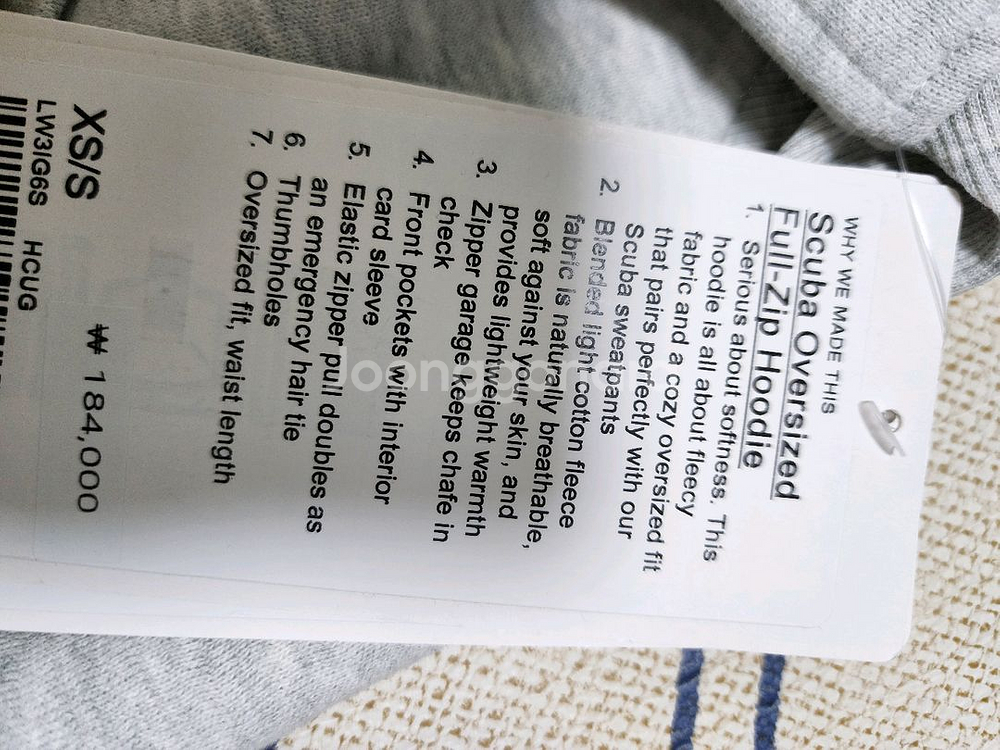 WHY WE MADE THIS
Scuba Oversized
Full-Zip Hoodie
1. Serious about softness. This
hoodie is all about fleecy
fabric and a cozy oversized fit
that pairs perfectly with our
Scuba sweatpants
2. Blended light cotton fleece
fabric is naturally breathable,
soft against your skin, and
provides lightweight warmth
3. Zipper garage keeps chafe in
check
4. Front pockets with interior
card sleeve
5. Elastic zipper pull doubles as
an emergency hair tie
6. Thumbholes
7. Oversized fit, waist length
XS/S ₩ 184,000
LW3IG6S HCUG